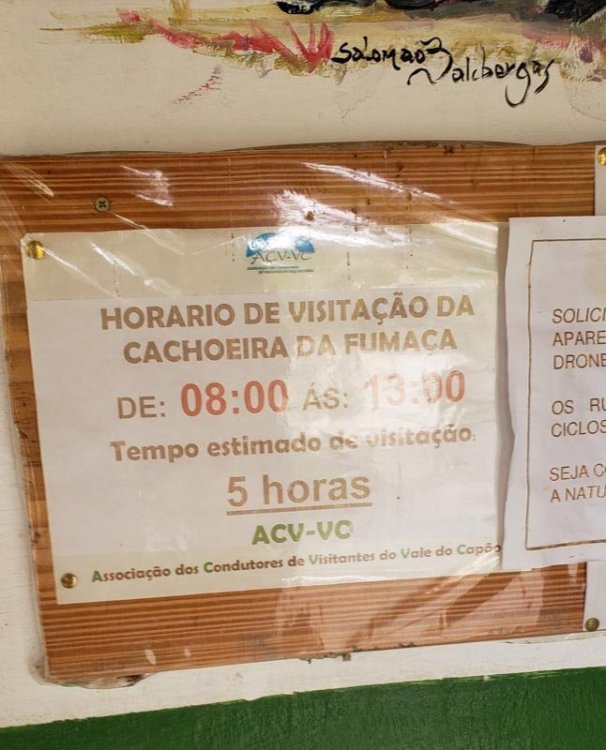 Salomão
ACV-VC
HORARIO DE VISITAÇÃO DA
CACHOEIRA DA FUMAÇA
DE: 08:00 ÁS: 13:00
Tempo estimado de visitação:
5 horas
ACV-VC
Associação dos Condutores de Visitantes do Vale do Capão
SOLICI
APARE
DRONE
OS RU
CICLOS
SEJA CO
A NATU